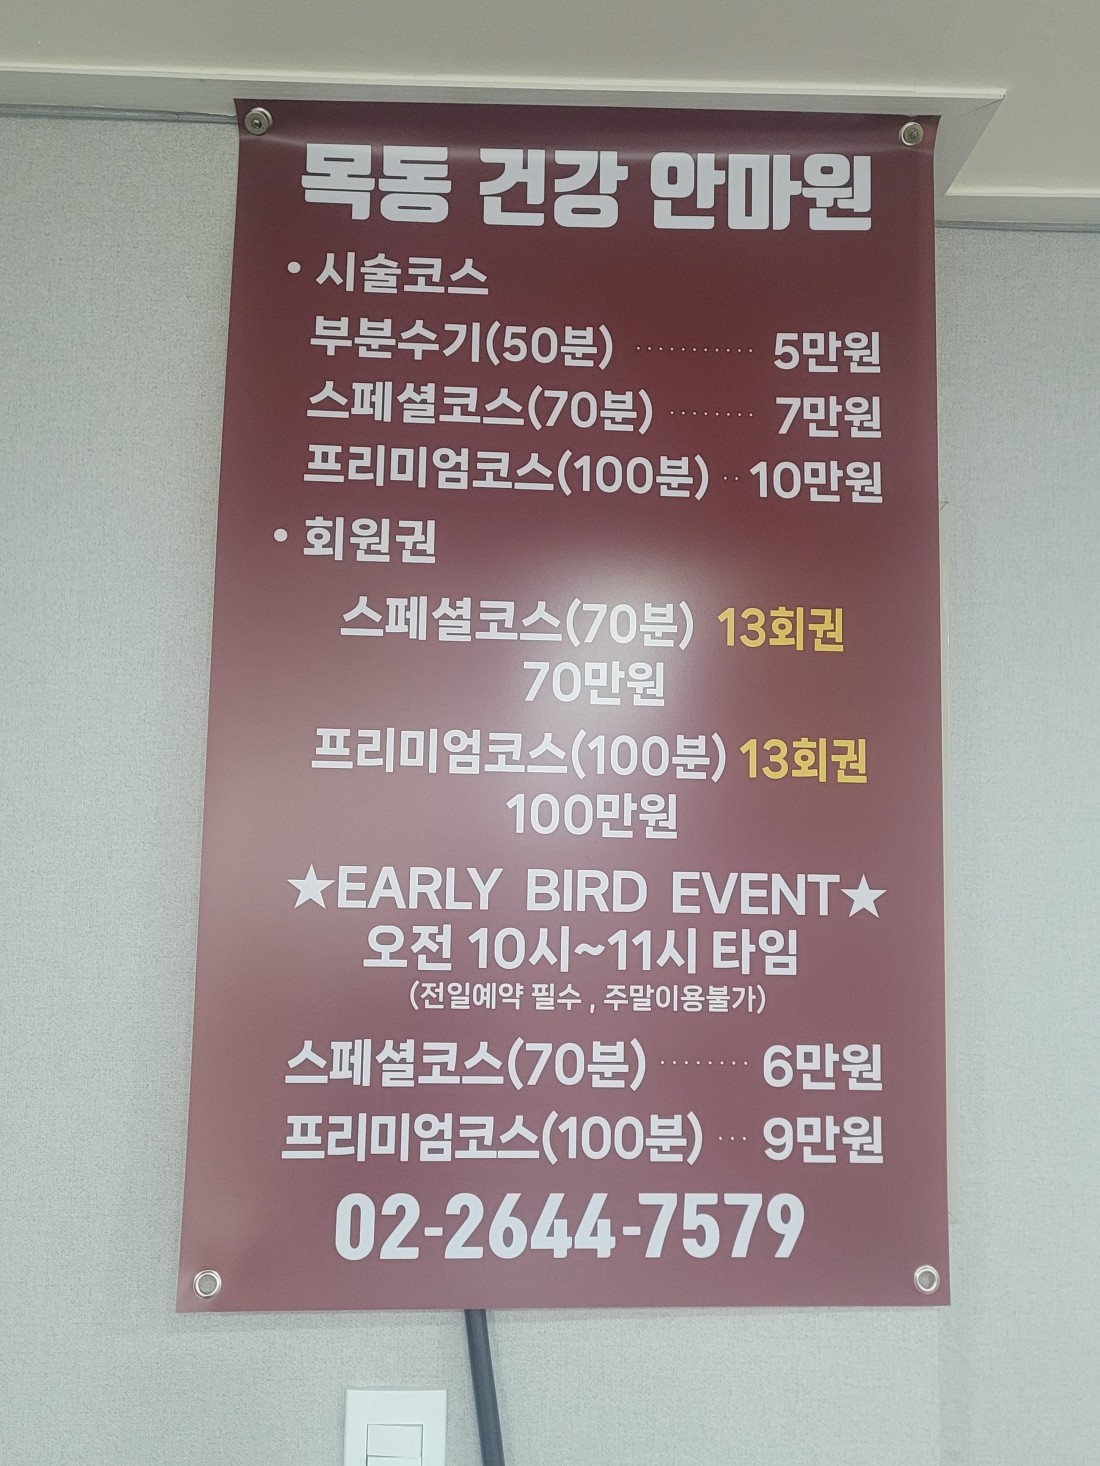 목동 건강 안마원
• 시술코스
부분수기(50분) ··········· 5만원
스페셜코스(70분) ········ 7만원
프리미엄코스(100분) ·· 10만원
• 회원권
스페셜코스(70분) 13회권
70만원
프리미엄코스(100분) 13회권
100만원
★EARLY BIRD EVENT★
오전 10시~11시 타임
(전일예약 필수 , 주말이용불가)
스페셜코스(70분) ········ 6만원
프리미엄코스(100분) ··· 9만원
02-2644-7579